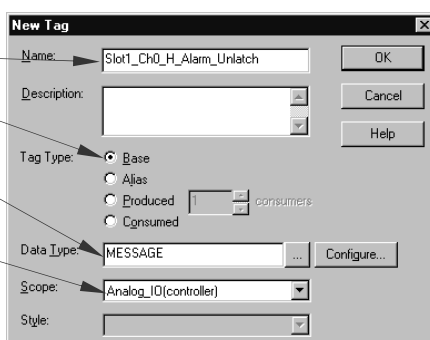 New Tag
Name: Slot1_Ch0_H_Alarm_Unlatch OK
Description: Cancel
Help
Tag Type: Base
Alias
Produced 1 consumers
Consumed
Data Type: MESSAGE ... Configure...
Scope: Analog_IO(controller)
Style: